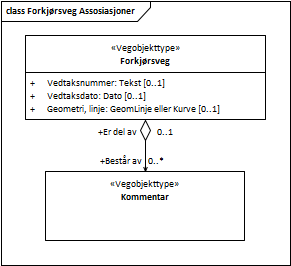 class Forkjørsveg Assosiasjoner
«Vegobjekttype»
Forkjørsveg
+ Vedtaksnummer: Tekst [0..1]
+ Vedtaksdato: Dato [0..1]
+ Geometri, linje: GeomLinje eller Kurve [0..1]
+Er del av 0..1
+Består av 0..*
«Vegobjekttype»
Kommentar